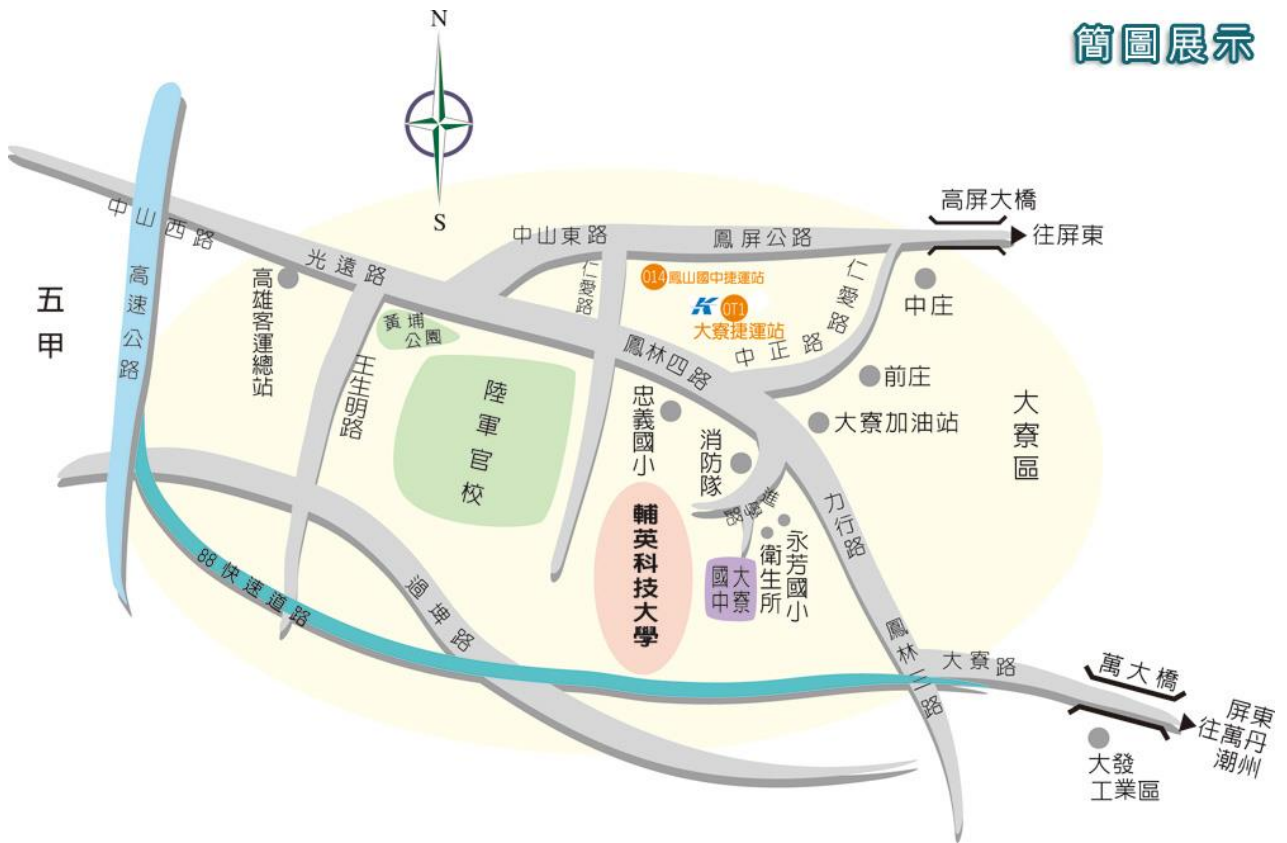 簡圖展示
N
S
高屏大橋
往屏東
中山西路
光遠路
中山東路
鳳屏公路
仁愛路
仁愛路
O14 鳳山國中捷運站
OT1
大寮捷運站
中庄
高速公路
五甲
高雄客運總站
黃埔
公園
王生明路
陸軍官校
鳳林四路
中正路
前庄
大寮加油站
大寮區
忠義國小
消防隊
進學路
力行路
輔英科技大學
大寮
國中
衛生所
永芳國小
88快速道路
過埤路
鳳林三路
大寮路
萬大橋
屏東
往萬丹
潮州
大發
工業區